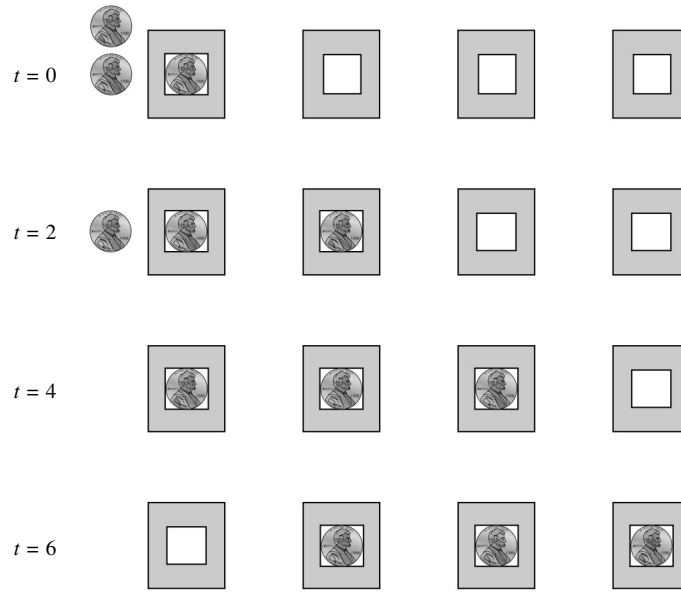 t = 0
t = 2
t = 4
t = 6